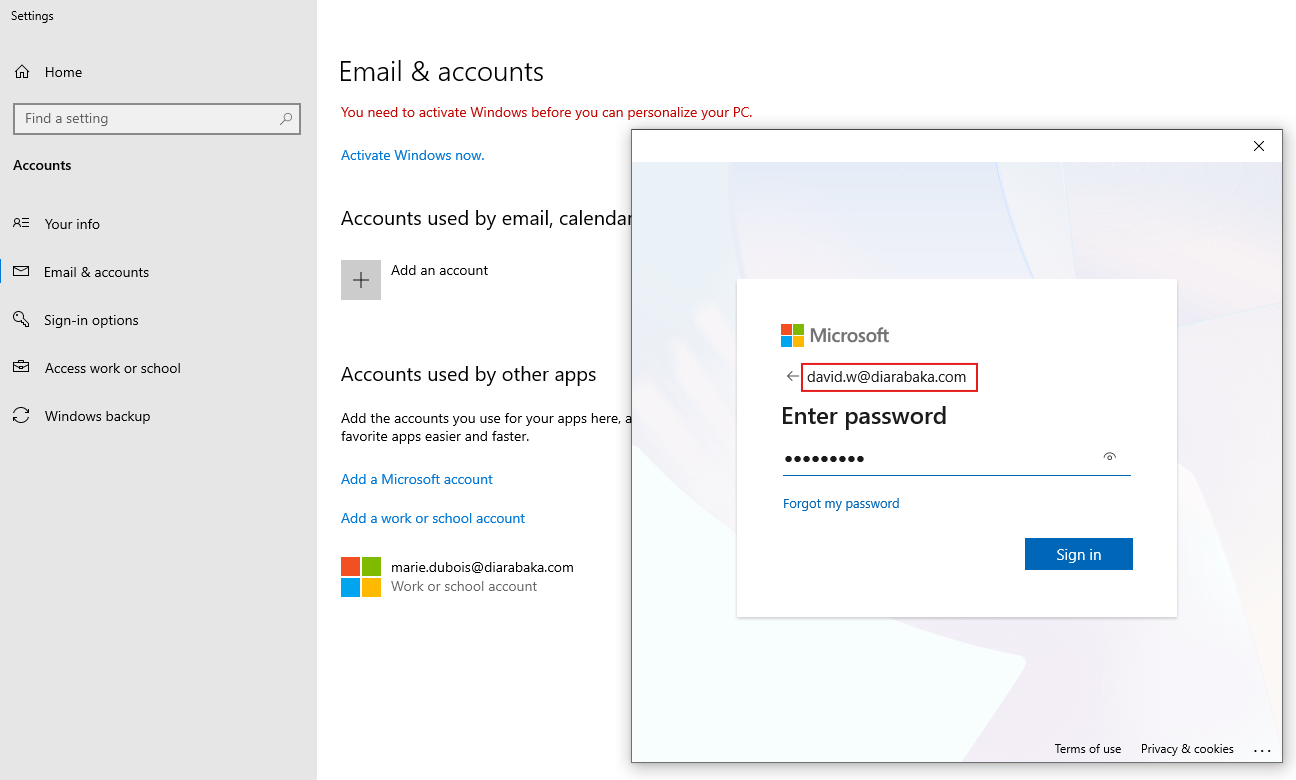 Settings
Home
Find a setting
Accounts
Your info
Email & accounts
Sign-in options
Access work or school
Windows backup
Email & accounts
You need to activate Windows before you can personalize your PC.
Activate Windows now.
Accounts used by email, calendar
Add an account
Accounts used by other apps
Add the accounts you use for your apps here, a
favorite apps easier and faster.
Add a Microsoft account
Add a work or school account
marie.dubois@diarabaka.com
Work or school account
Microsoft
david.w@diarabaka.com
Enter password
•••••••••
Forgot my password
Sign in
Terms of use Privacy & cookies ...